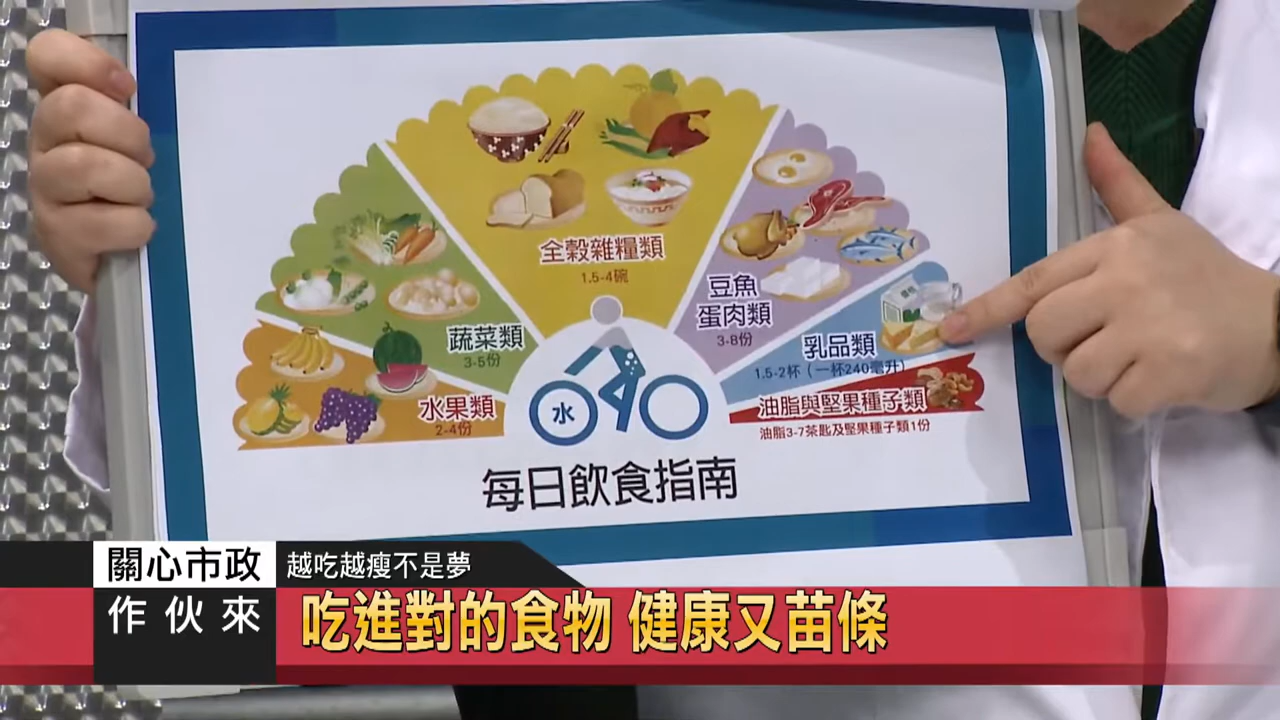 全穀雜糧類
1.5-4碗
豆魚
蛋肉類
3-8份
蔬菜類
3-5份
乳品類
1.5-2杯（一杯240毫升）
水果類
2-4份
油脂與堅果種子類
油脂3-7茶匙及堅果種子類1份
水
每日飲食指南
關心市政
作伙來
越吃越瘦不是夢
吃進對的食物 健康又苗條